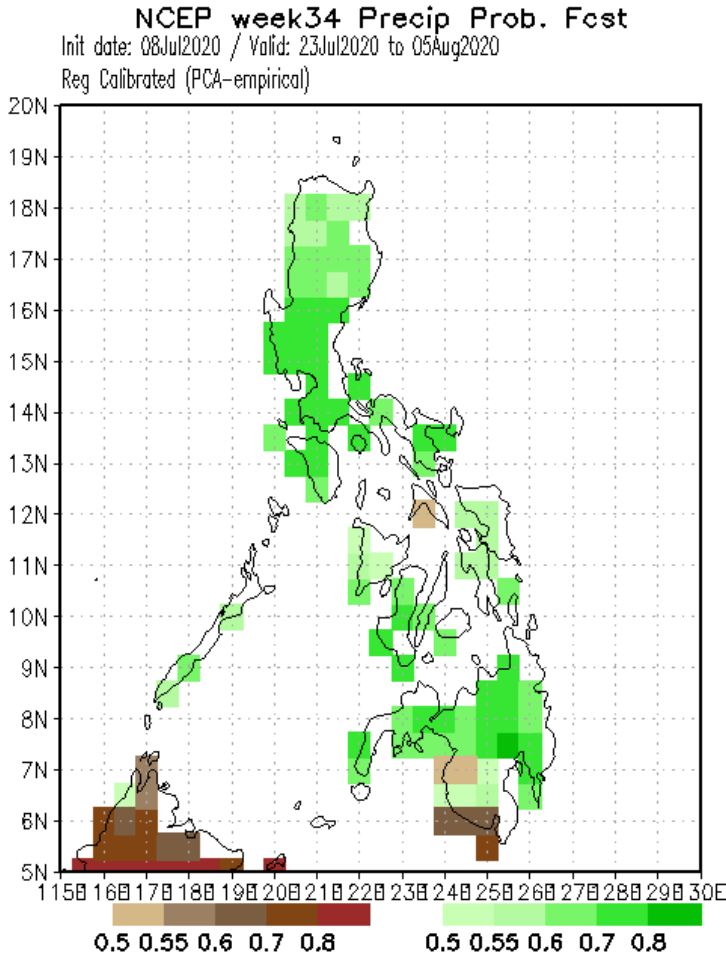 NCEP week34 Precip Prob. Fcst
Init date: 08Jul2020 / Valid: 23Jul2020 to 05Aug2020
Reg Calibrated (PCA-empirical)
20N
19N
18N
17N
16N
15N
14N
13N
12N
11N
10N
9N
8N
7N
6N
5N
0.5 0.55 0.6 0.7 0.8
0.5 0.55 0.6 0.7 0.8